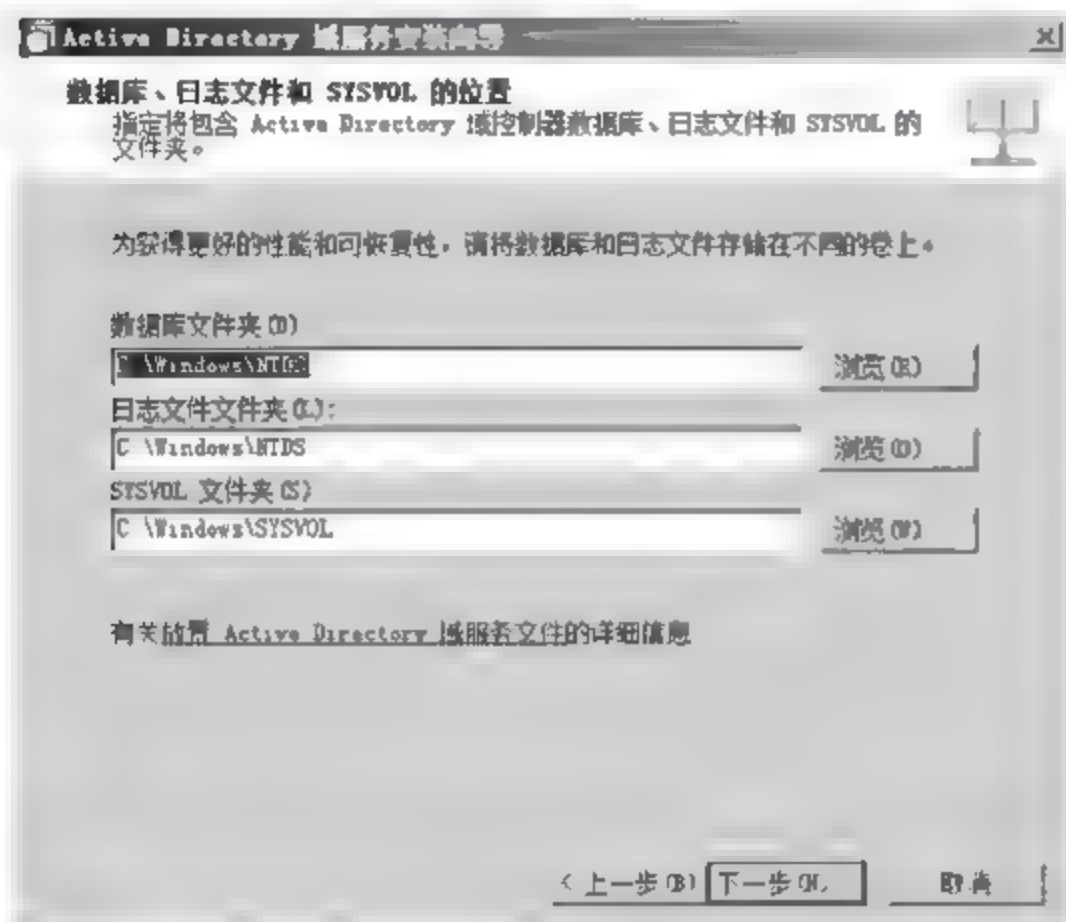 Active Directory 域服务安装向导
数据库、日志文件和 SYSVOL 的位置
指定将包含 Active Directory 域控制器数据库、日志文件和 SYSVOL 的
文件夹。
为获得更好的性能和可恢复性，请将数据库和日志文件存储在不同的卷上。
数据库文件夹(D)
C \Windows\NTDS 浏览(R)
日志文件文件夹(L):
C \Windows\NTDS 浏览(O)
SYSVOL 文件夹(S)
C \Windows\SYSVOL 浏览(W)
有关放置 Active Directory 域服务文件的详细信息
< 上一步(B) 下一步(N) 取消